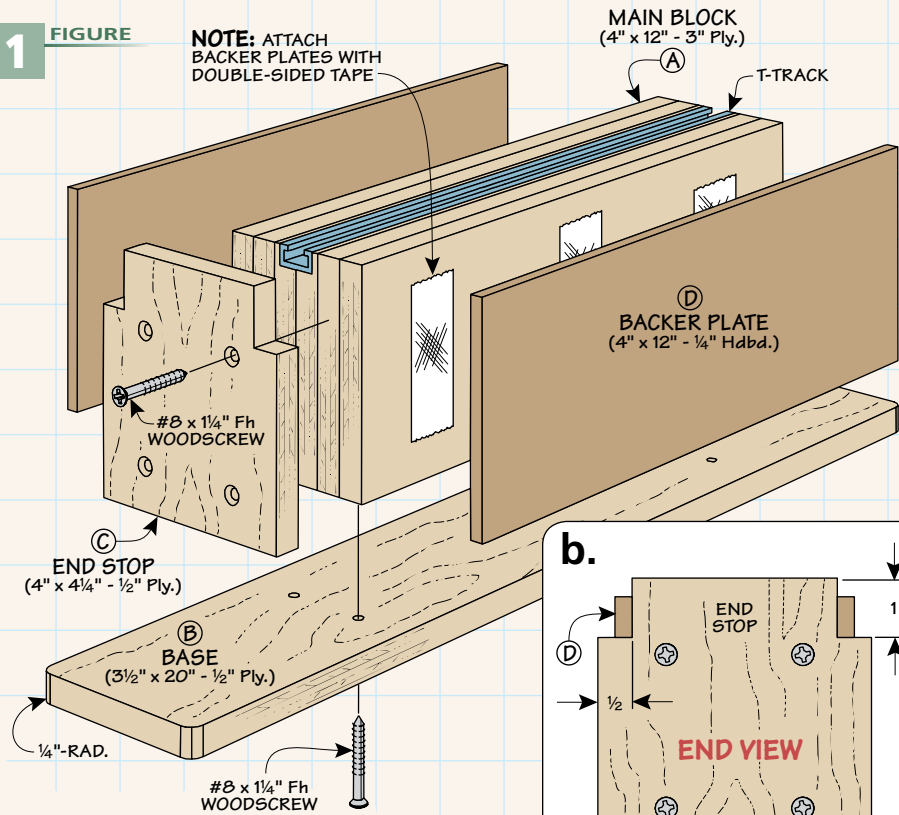 1 FIGURE
NOTE: ATTACH
BACKER PLATES WITH
DOUBLE-SIDED TAPE
MAIN BLOCK
(4" x 12" - 3" Ply.)
A
T-TRACK
D
BACKER PLATE
(4" x 12" - ¼" Hdbd.)
#8 x 1¼" Fh
WOODSCREW
C
END STOP
(4" x 4¼" - ½" Ply.)
B
BASE
(3½" x 20" - ½" Ply.)
¼"-RAD.
#8 x 1¼" Fh
WOODSCREW
b.
END
STOP
1
D
½
END VIEW